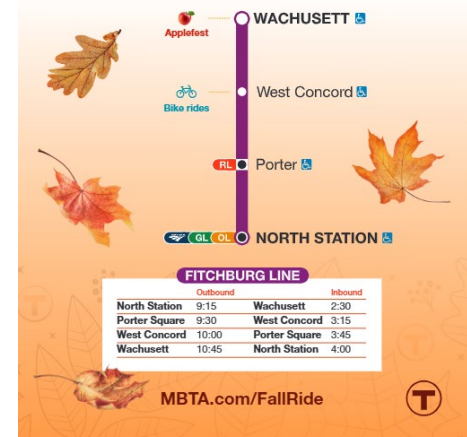 WACHUSETT
Applefest
West Concord
Bike rides
RL Porter
GL OL NORTH STATION
FITCHBURG LINE
Outbound Inbound
North Station 9:15 Wachusett 2:30
Porter Square 9:30 West Concord 3:15
West Concord 10:00 Porter Square 3:45
Wachusett 10:45 North Station 4:00
MBTA.com/FallRide T